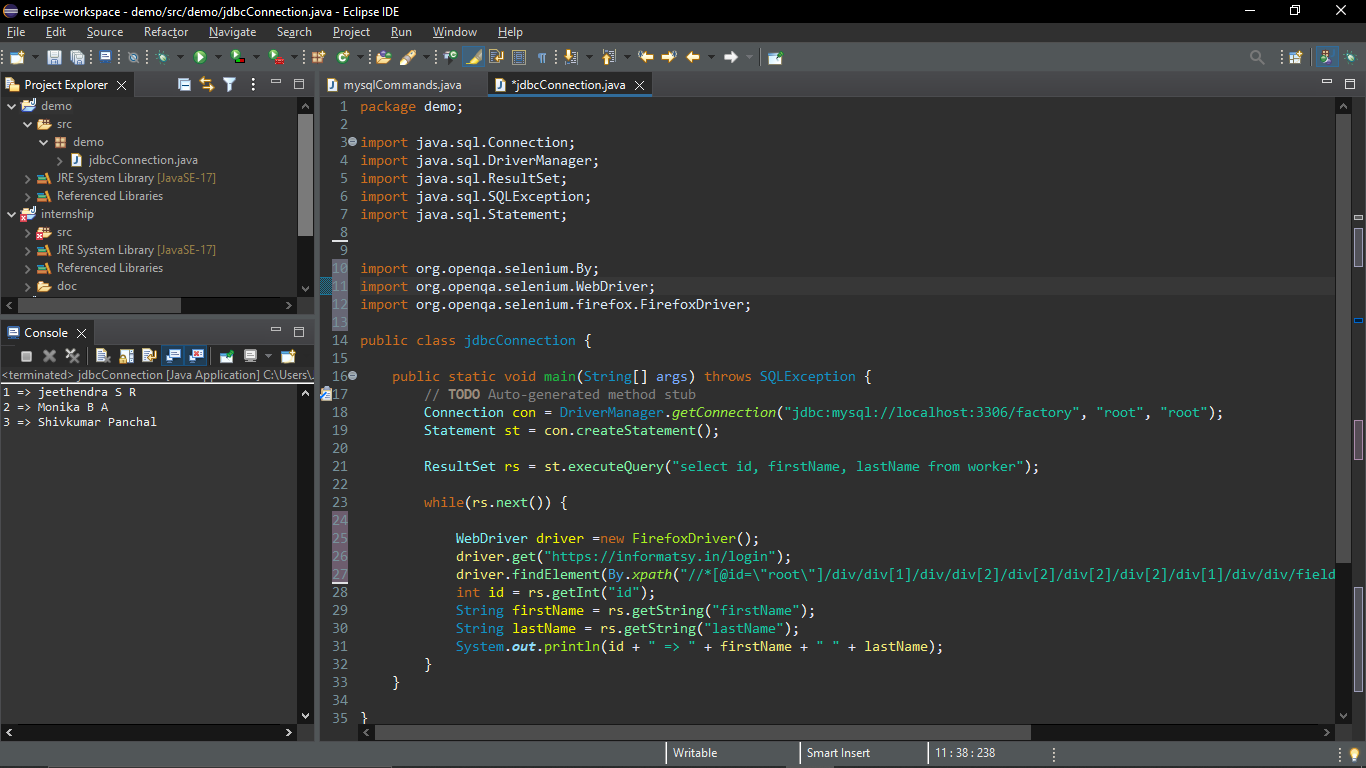 eclipse-workspace - demo/src/demo/jdbcConnection.java - Eclipse IDE
File Edit Source Refactor Navigate Search Project Run Window Help
Project Explorer
demo
src
demo
jdbcConnection.java
JRE System Library [JavaSE-17]
Referenced Libraries
internship
src
JRE System Library [JavaSE-17]
Referenced Libraries
doc
Console
<terminated> jdbcConnection [Java Application] C:\Users\.
1 => jeethendra S R
2 => Monika B A
3 => Shivkumar Panchal
mysqlCommands.java
*jdbcConnection.java
1 package demo;
2
3 import java.sql.Connection;
4 import java.sql.DriverManager;
5 import java.sql.ResultSet;
6 import java.sql.SQLException;
7 import java.sql.Statement;
8
9
10 import org.openqa.selenium.By;
11 import org.openqa.selenium.WebDriver;
12 import org.openqa.selenium.firefox.FirefoxDriver;
13
14 public class jdbcConnection {
15
16 public static void main(String[] args) throws SQLException {
17 // TODO Auto-generated method stub
18 Connection con = DriverManager.getConnection("jdbc:mysql://localhost:3306/factory", "root", "root");
19 Statement st = con.createStatement();
20
21 ResultSet rs = st.executeQuery("select id, firstName, lastName from worker");
22
23 while(rs.next()) {
24
25 WebDriver driver =new FirefoxDriver();
26 driver.get("https://informatsy.in/login");
27 driver.findElement(By.xpath("//*[@id=\"root\"]/div/div[1]/div/div[2]/div[2]/div[2]/div[2]/div[1]/div/div/field
28 int id = rs.getInt("id");
29 String firstName = rs.getString("firstName");
30 String lastName = rs.getString("lastName");
31 System.out.println(id + " => " + firstName + " " + lastName);
32 }
33 }
34
35 }
Writable
Smart Insert
11 : 38 : 238